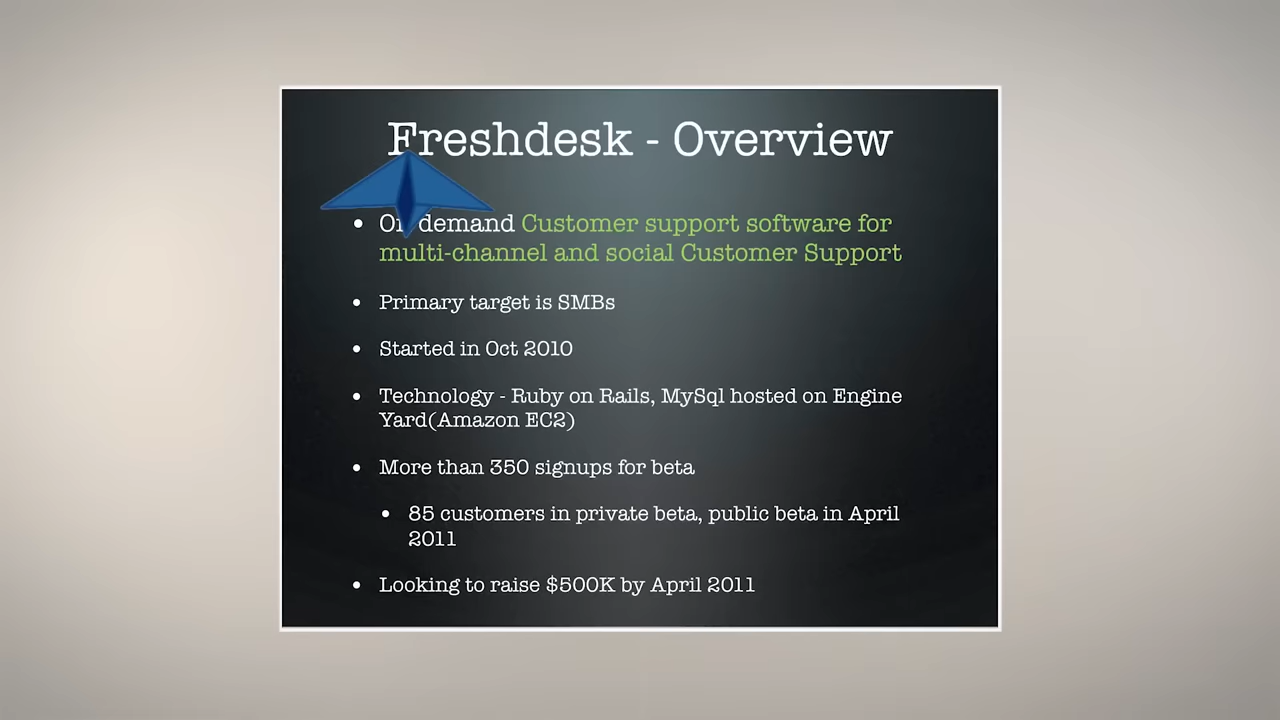 Freshdesk - Overview
• On demand Customer support software for
multi-channel and social Customer Support
• Primary target is SMBs
• Started in Oct 2010
• Technology - Ruby on Rails, MySql hosted on Engine
Yard(Amazon EC2)
• More than 350 signups for beta
• 85 customers in private beta, public beta in April
2011
• Looking to raise $500K by April 2011